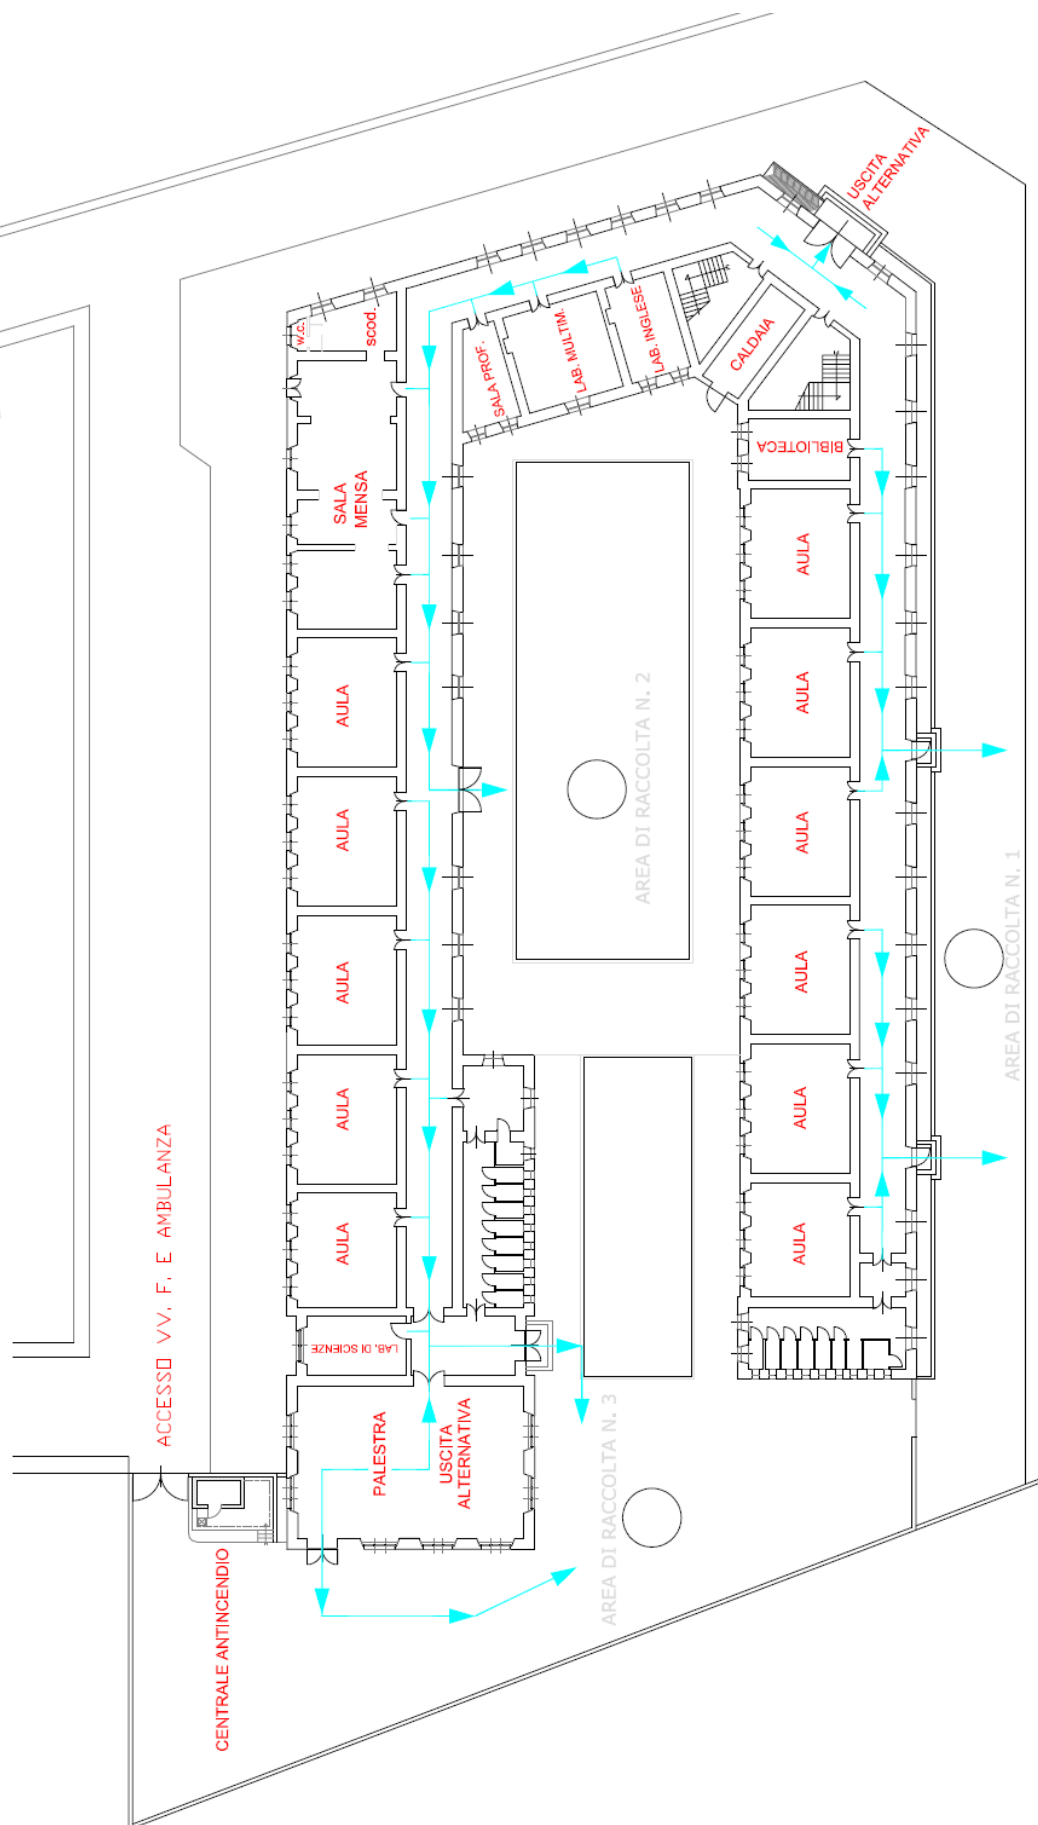 USCITA
ALTERNATIVA
w.c.
scod.
SALA PROF.
LAB. MULTIM.
LAB. INGLESE
CALDAIA
BIBLIOTECA
SALA
MENSA
AULA
AULA
AULA
AULA
AULA
AULA
AULA
AULA
AULA
AULA
AULA
AREA DI RACCOLTA N. 2
AREA DI RACCOLTA N. 1
ACCESSO VV. F. E AMBULANZA
LAB. DI SCIENZE
PALESTRA
USCITA
ALTERNATIVA
AREA DI RACCOLTA N. 3
CENTRALE ANTINCENDIO